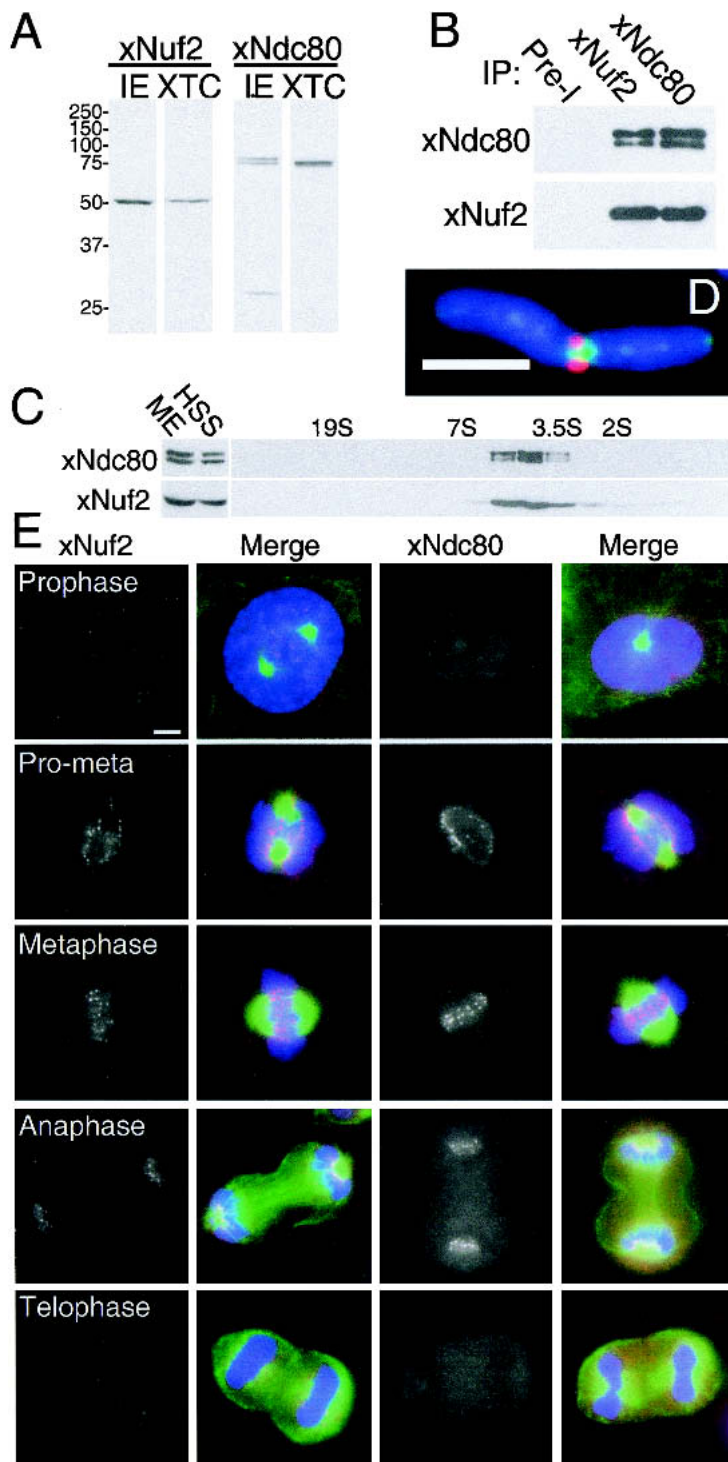 A
xNuf2 xNdc80
IE XTC IE XTC
250-
150-
100-
75-
50-
37-
25-
B
IP: Pre-I xNuf2 xNdc80
xNdc80
xNuf2
D
C
ME HSS 19S 7S 3.5S 2S
xNdc80
xNuf2
E
xNuf2 Merge xNdc80 Merge
Prophase
Pro-meta
Metaphase
Anaphase
Telophase